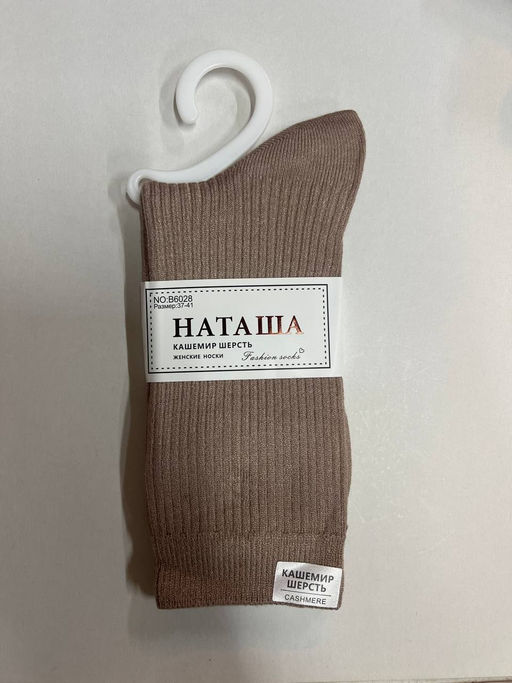 NO:B6028
Размер:37-41
НАТАША
КАШЕМИР ШЕРСТЬ
ЖЕНСКИЕ НОСКИ Fashion socks
КАШЕМИР
ШЕРСТЬ
CASHMERE